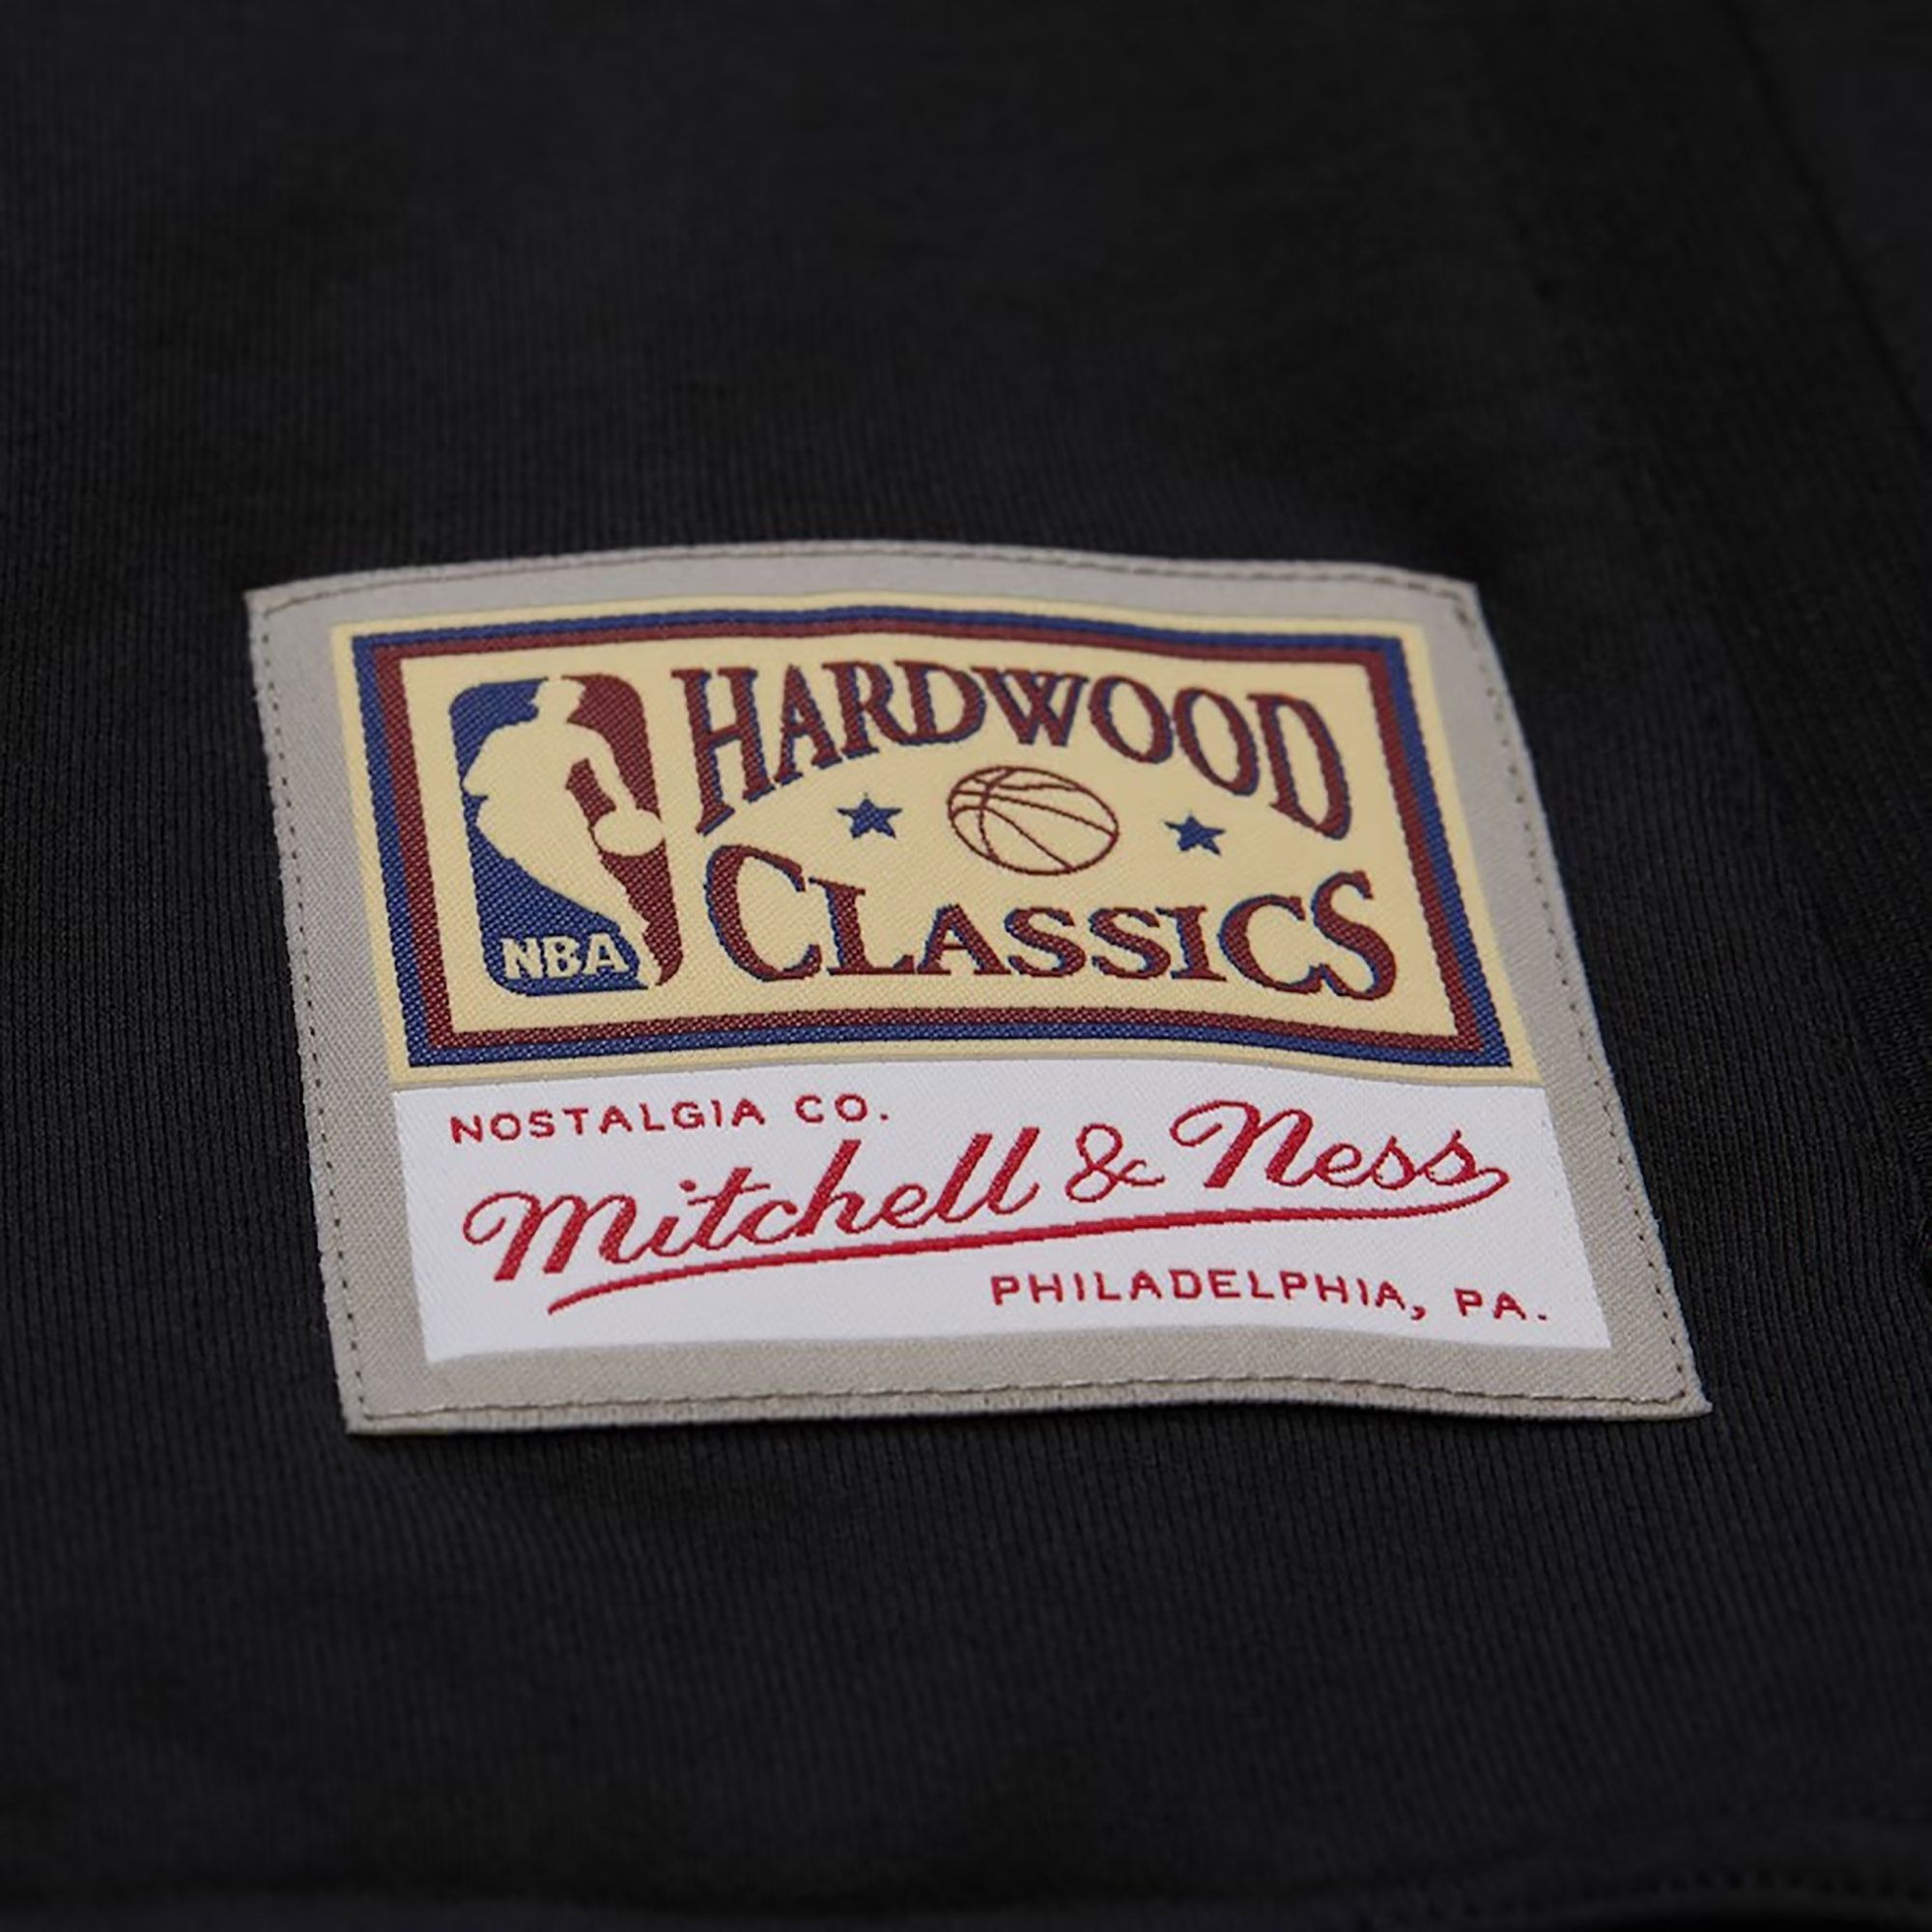 HARDWOOD
CLASSICS
NBA
NOSTALGIA CO.
Mitchell & Ness
PHILADELPHIA, PA.